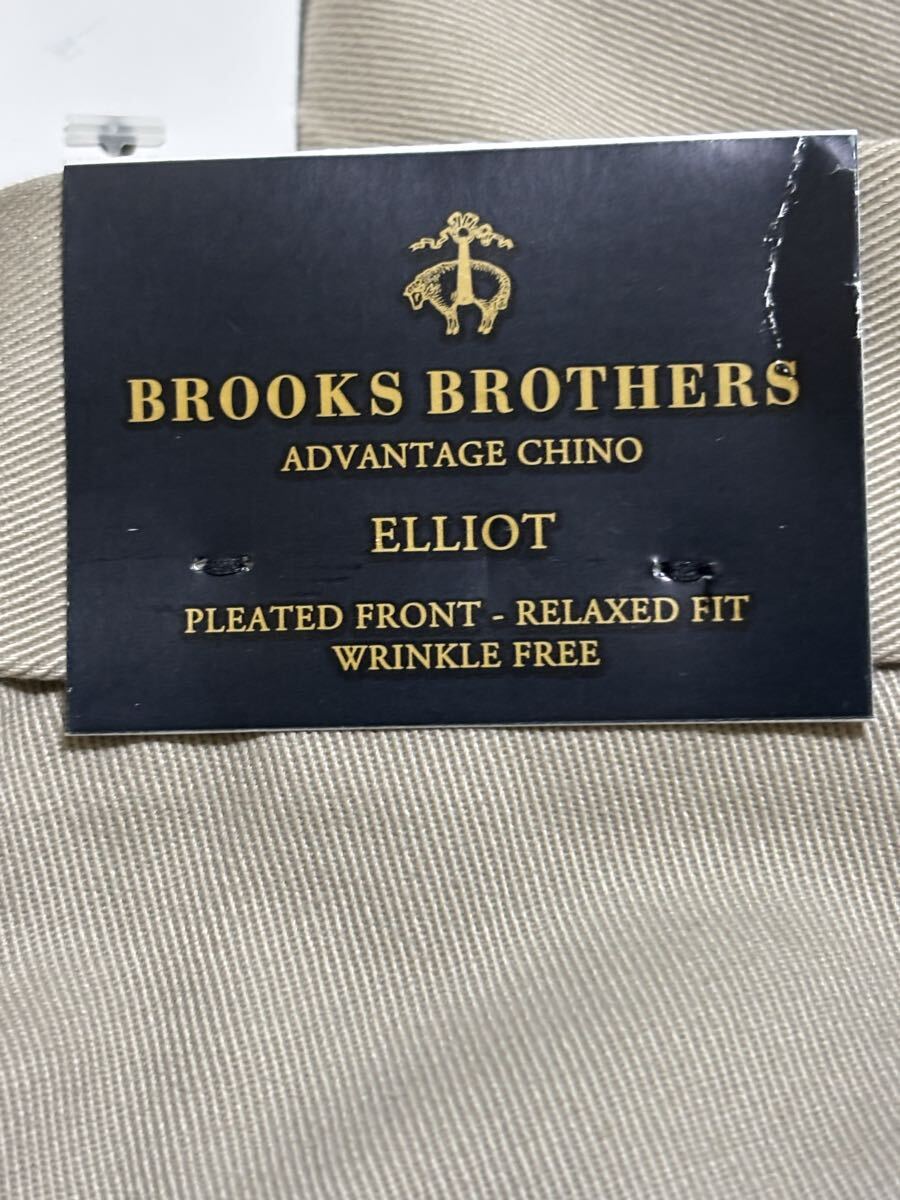 BROOKS BROTHERS
ADVANTAGE CHINO
ELLIOT
PLEATED FRONT - RELAXED FIT
WRINKLE FREE